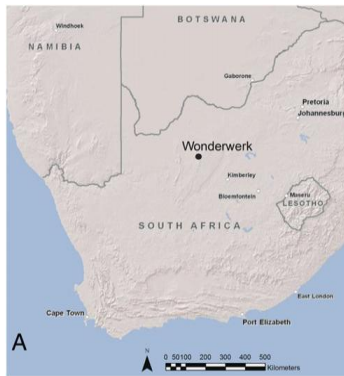 BOTSWANA
Windhoek
NAMIBIA
Gaborone
Pretoria
Johannesburg
Wonderwerk
Kimberley
Bloemfontein
Maseru
LESOTHO
SOUTH AFRICA
East London
Cape Town
Port Elizabeth
A
N
0 50 100 200 300 400 500
Kilometers